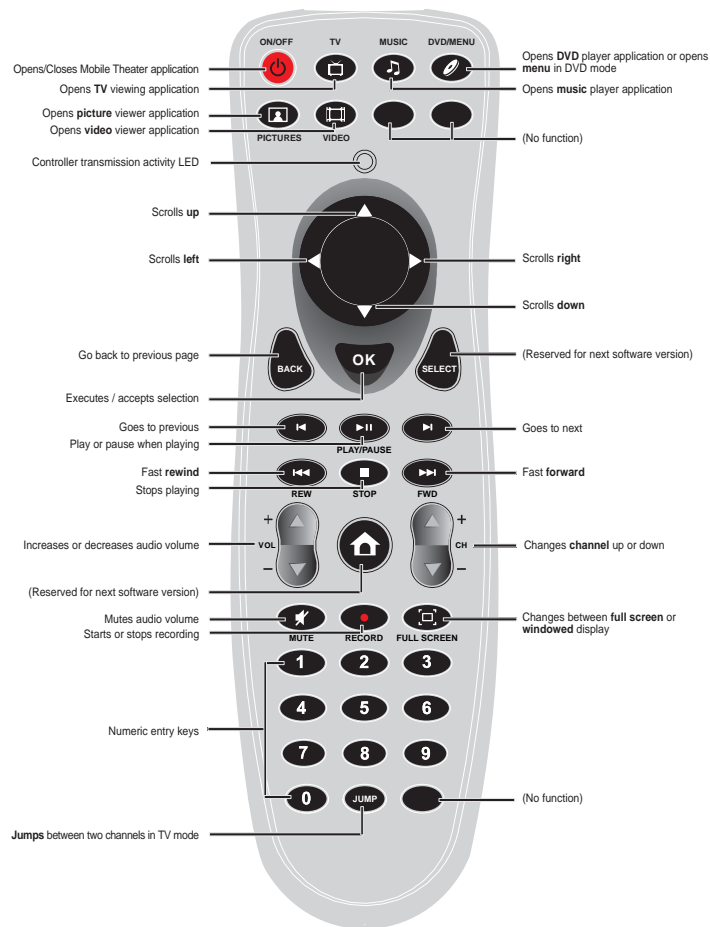 ON/OFF TV MUSIC DVD/MENU
Opens/Closes Mobile Theater application
Opens DVD player application or opens
menu in DVD mode
Opens TV viewing application
Opens music player application
Opens picture viewer application
Opens video viewer application
PICTURES VIDEO
(No function)
Controller transmission activity LED
Scrolls up
Scrolls left
Scrolls right
Scrolls down
Go back to previous page
BACK
OK
SELECT
(Reserved for next software version)
Executes / accepts selection
Goes to previous
Goes to next
Play or pause when playing
PLAY/PAUSE
Fast rewind
Fast forward
Stops playing
REW STOP FWD
+ +
Increases or decreases audio volume
VOL
CH
Changes channel up or down
– –
(Reserved for next software version)
Mutes audio volume
Starts or stops recording
Changes between full screen or
windowed display
MUTE RECORD FULL SCREEN
1 2 3
4 5 6
Numeric entry keys
7 8 9
0 JUMP
(No function)
Jumps between two channels in TV mode